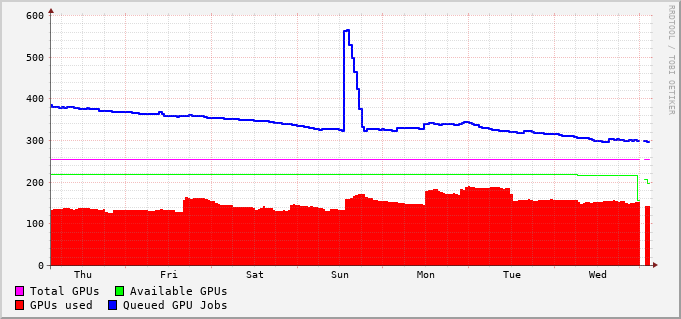 600
500
400
300
200
100
0
Thu Fri Sat Sun Mon Tue Wed
Total GPUs Available GPUs
GPUs used Queued GPU Jobs
RRDTOOL / TOBI OETIKER